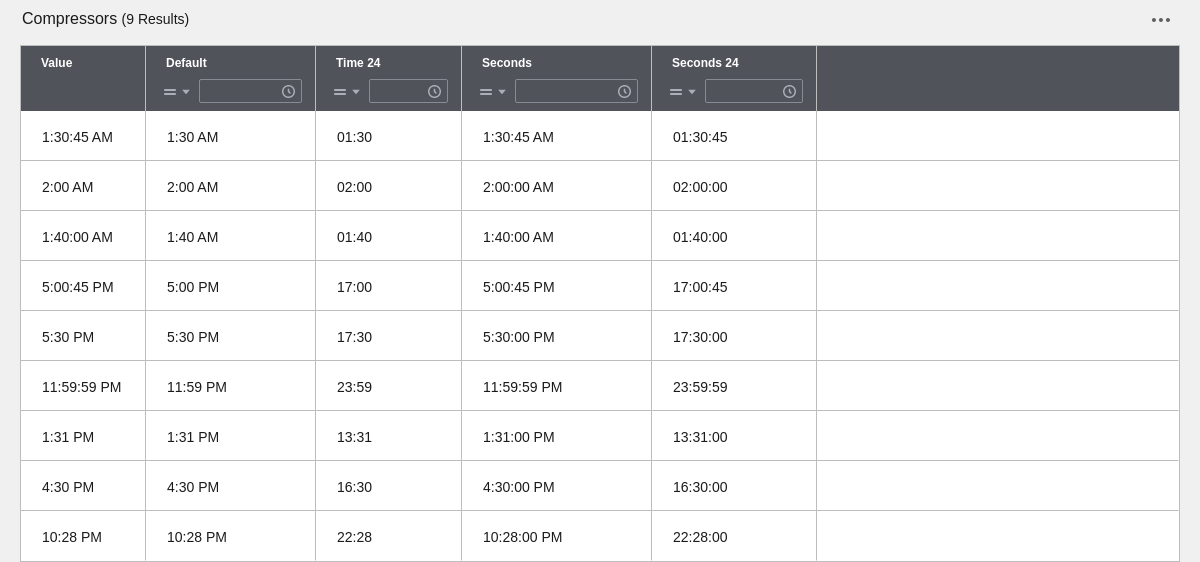 Compressors (9 Results)
Value Default Time 24 Seconds Seconds 24
1:30:45 AM 1:30 AM 01:30 1:30:45 AM 01:30:45
2:00 AM 2:00 AM 02:00 2:00:00 AM 02:00:00
1:40:00 AM 1:40 AM 01:40 1:40:00 AM 01:40:00
5:00:45 PM 5:00 PM 17:00 5:00:45 PM 17:00:45
5:30 PM 5:30 PM 17:30 5:30:00 PM 17:30:00
11:59:59 PM 11:59 PM 23:59 11:59:59 PM 23:59:59
1:31 PM 1:31 PM 13:31 1:31:00 PM 13:31:00
4:30 PM 4:30 PM 16:30 4:30:00 PM 16:30:00
10:28 PM 10:28 PM 22:28 10:28:00 PM 22:28:00